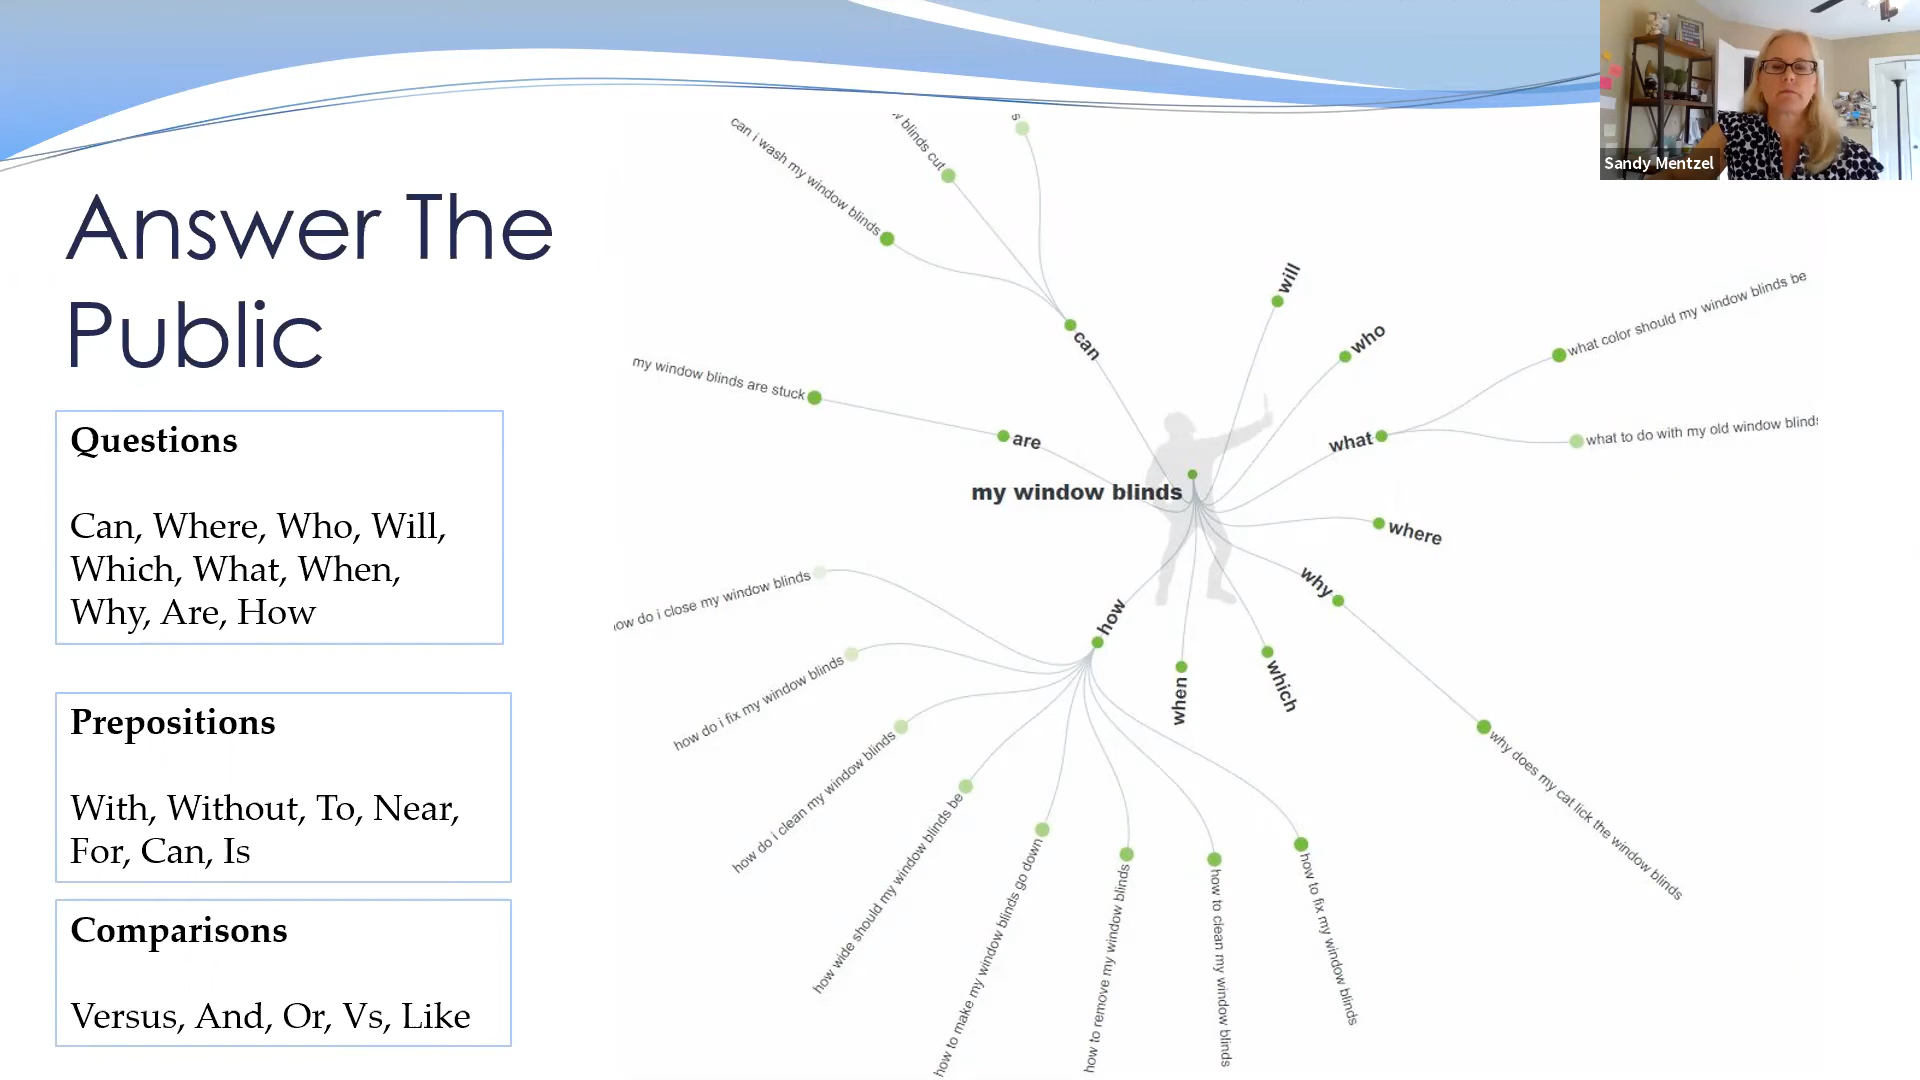 Sandy Mentzel
Answer The
Public
Questions
Can, Where, Who, Will,
Which, What, When,
Why, Are, How
Prepositions
With, Without, To, Near,
For, Can, Is
Comparisons
Versus, And, Or, Vs, Like
my window blinds
can
blinds cut
can i wash my window blinds
are
my window blinds are stuck
will
who
what
what color should my window blinds be
what to do with my old window blinds
where
why
why does my cat lick the window blinds
which
when
how
do i close my window blinds
how do i fix my window blinds
how do i clean my window blinds
how wide should my window blinds be
how to make my window blinds go down
how to remove my window blinds
how to clean my window blinds
how to fix my window blinds